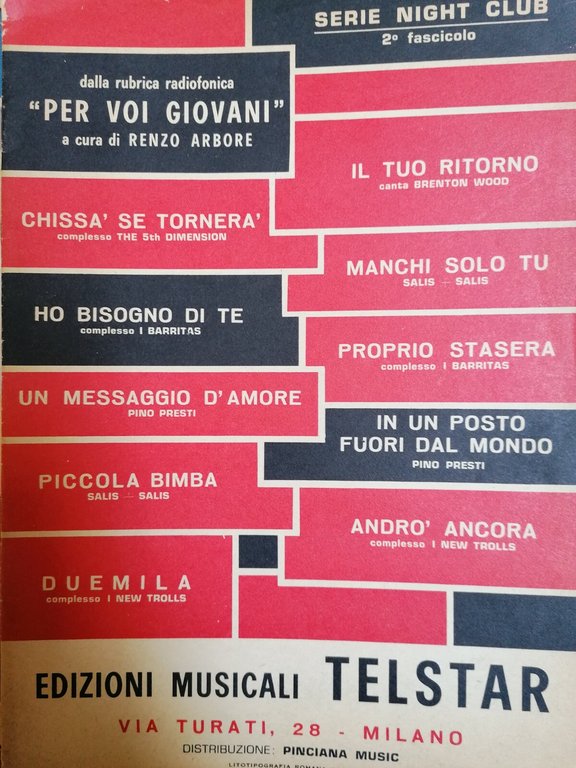 SERIE NIGHT CLUB
2º fascicolo
dalla rubrica radiofonica
"PER VOI GIOVANI"
a cura di RENZO ARBORE
IL TUO RITORNO
canta BRENTON WOOD
CHISSA' SE TORNERA'
complesso THE 5th DIMENSION
MANCHI SOLO TU
SALIS - SALIS
HO BISOGNO DI TE
complesso I BARRITAS
PROPRIO STASERA
complesso I BARRITAS
UN MESSAGGIO D'AMORE
PINO PRESTI
IN UN POSTO
FUORI DAL MONDO
PINO PRESTI
PICCOLA BIMBA
SALIS - SALIS
ANDRO' ANCORA
complesso I NEW TROLLS
DUEMILA
complesso I NEW TROLLS
EDIZIONI MUSICALI TELSTAR
VIA TURATI, 28 - MILANO
DISTRIBUZIONE: PINCIANA MUSIC
LITOTIPOGRAFIA ROMANA